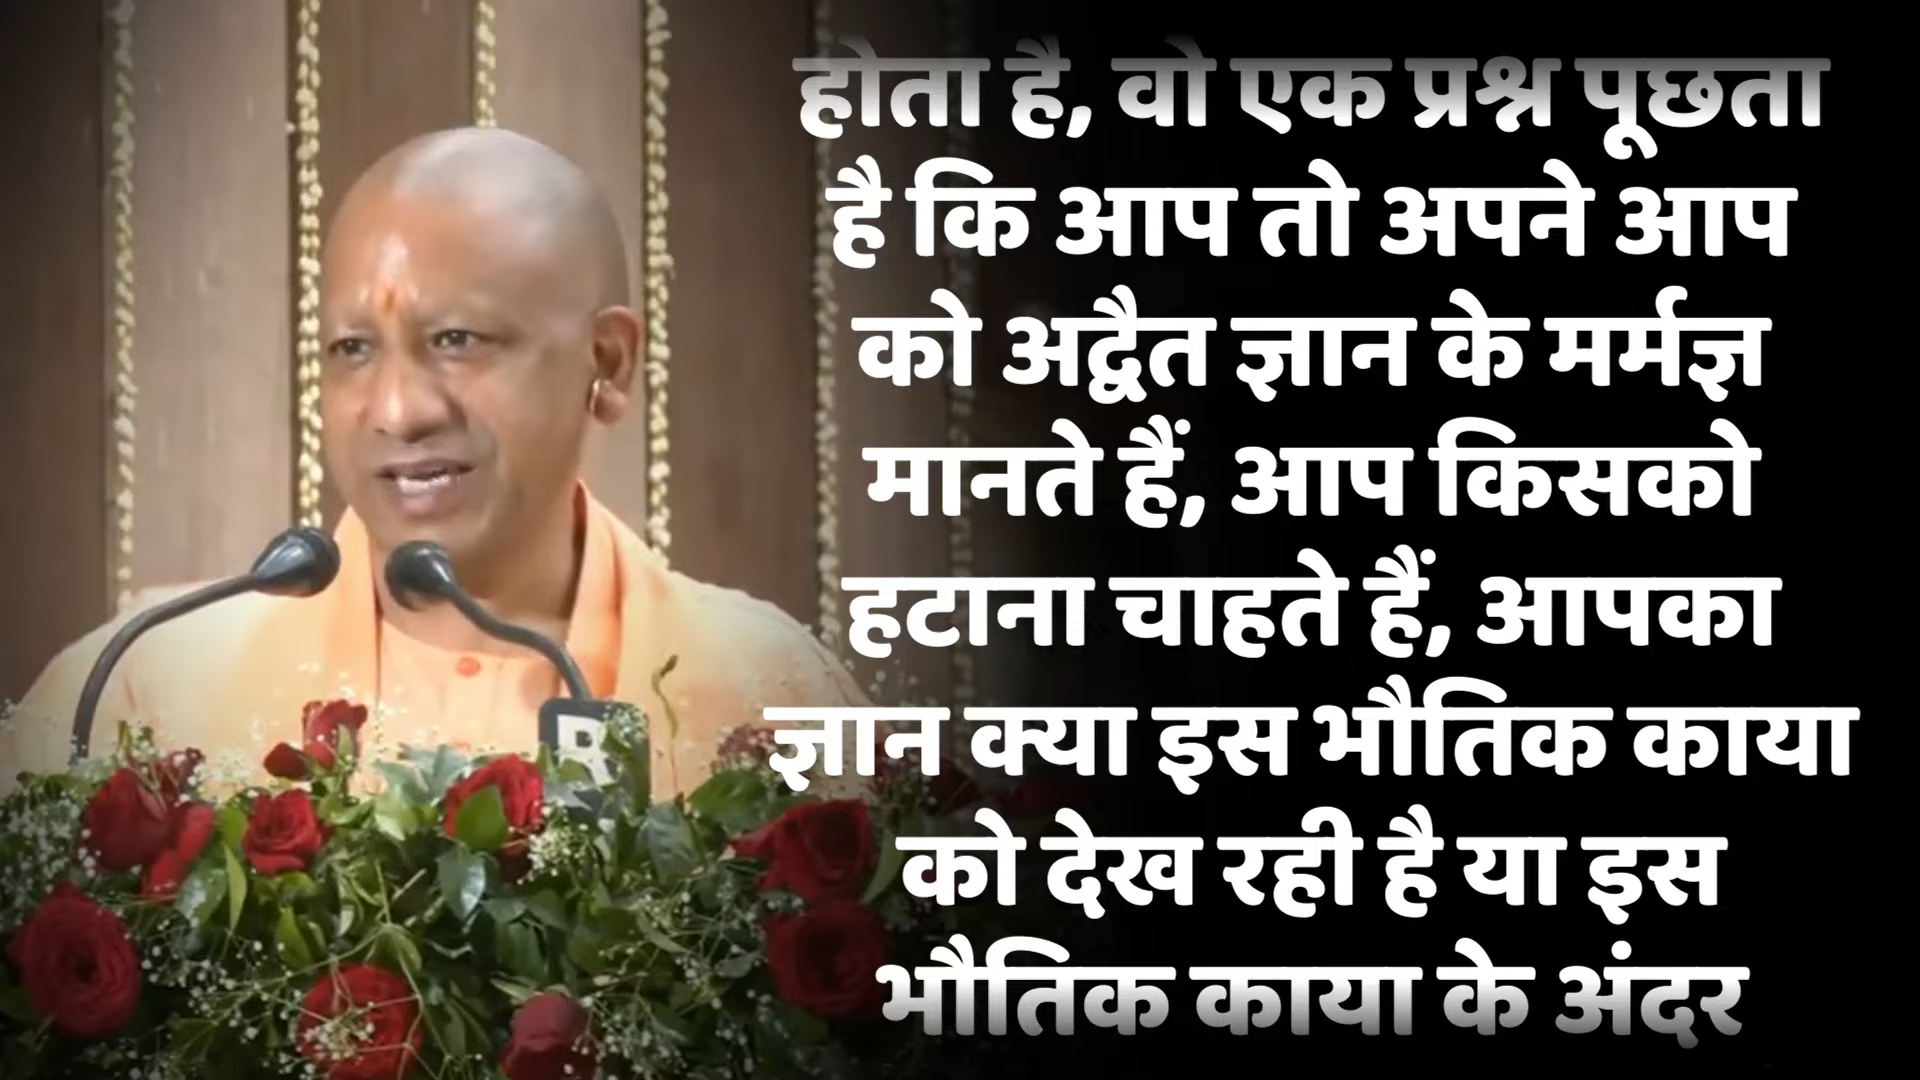 होता है, वो एक प्रश्न पूछता
है कि आप तो अपने आप
को अद्वैत ज्ञान के मर्मज्ञ
मानते हैं, आप किसको
हटाना चाहते हैं, आपका
ज्ञान क्या इस भौतिक काया
को देख रही है या इस
भौतिक काया के अंदर